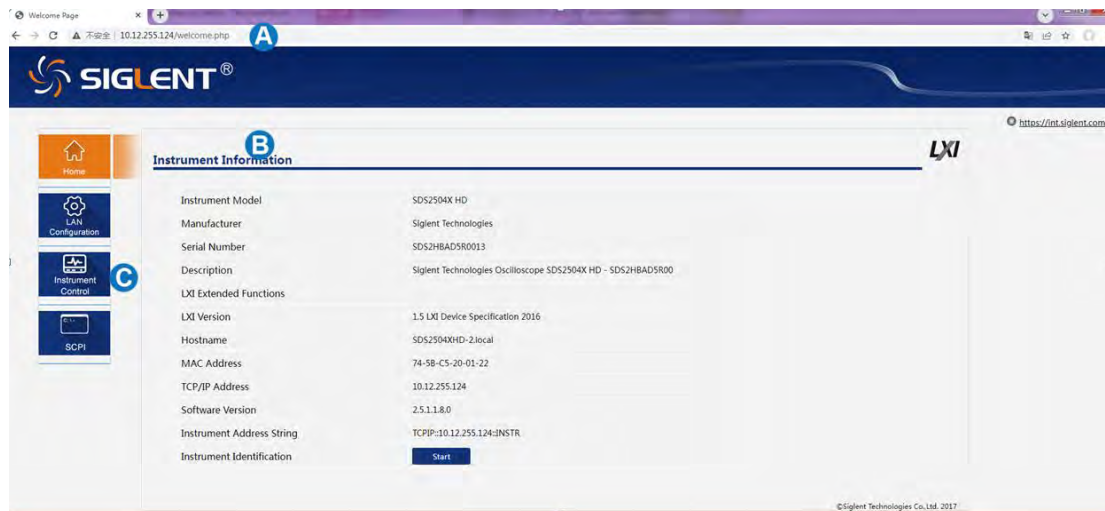 Welcome Page
不安全 10.12.255.124/welcome.php
A
SIGLENT®
https://int.siglent.com
Home
B
Instrument Information
LXI
LAN Configuration
Instrument Control
C
C:\
SCPI
Instrument Model SDS2504X HD
Manufacturer Siglent Technologies
Serial Number SDS2HBAD5R0013
Description Siglent Technologies Oscilloscope SDS2504X HD - SDS2HBAD5R00
LXI Extended Functions
LXI Version 1.5 LXI Device Specification 2016
Hostname SDS2504XHD-2.local
MAC Address 74-5B-C5-20-01-22
TCP/IP Address 10.12.255.124
Software Version 2.5.1.1.8.0
Instrument Address String TCPIP::10.12.255.124::INSTR
Instrument Identification Start
©Siglent Technologies Co,Ltd. 2017